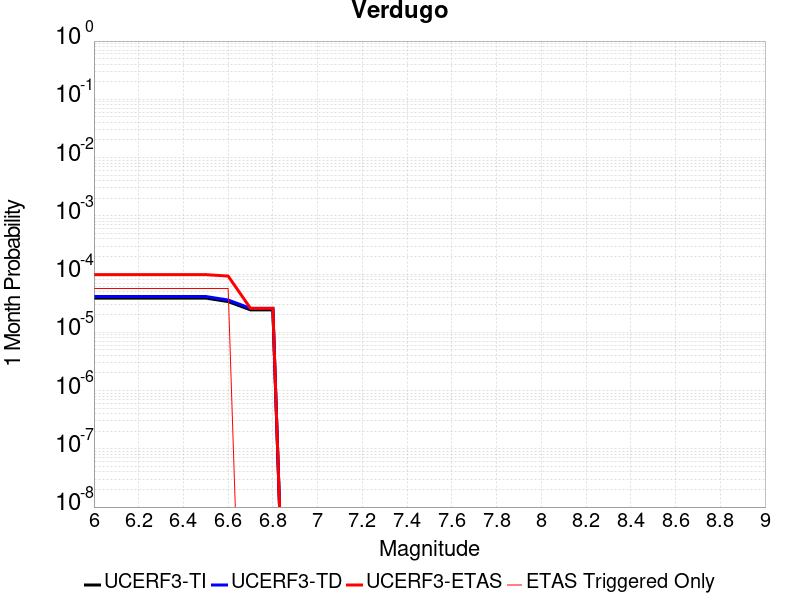 Verdugo
1 Month Probability
10^0
10^-1
10^-2
10^-3
10^-4
10^-5
10^-6
10^-7
10^-8
6 6.2 6.4 6.6 6.8 7 7.2 7.4 7.6 7.8 8 8.2 8.4 8.6 8.8 9
Magnitude
UCERF3-TI UCERF3-TD UCERF3-ETAS ETAS Triggered Only